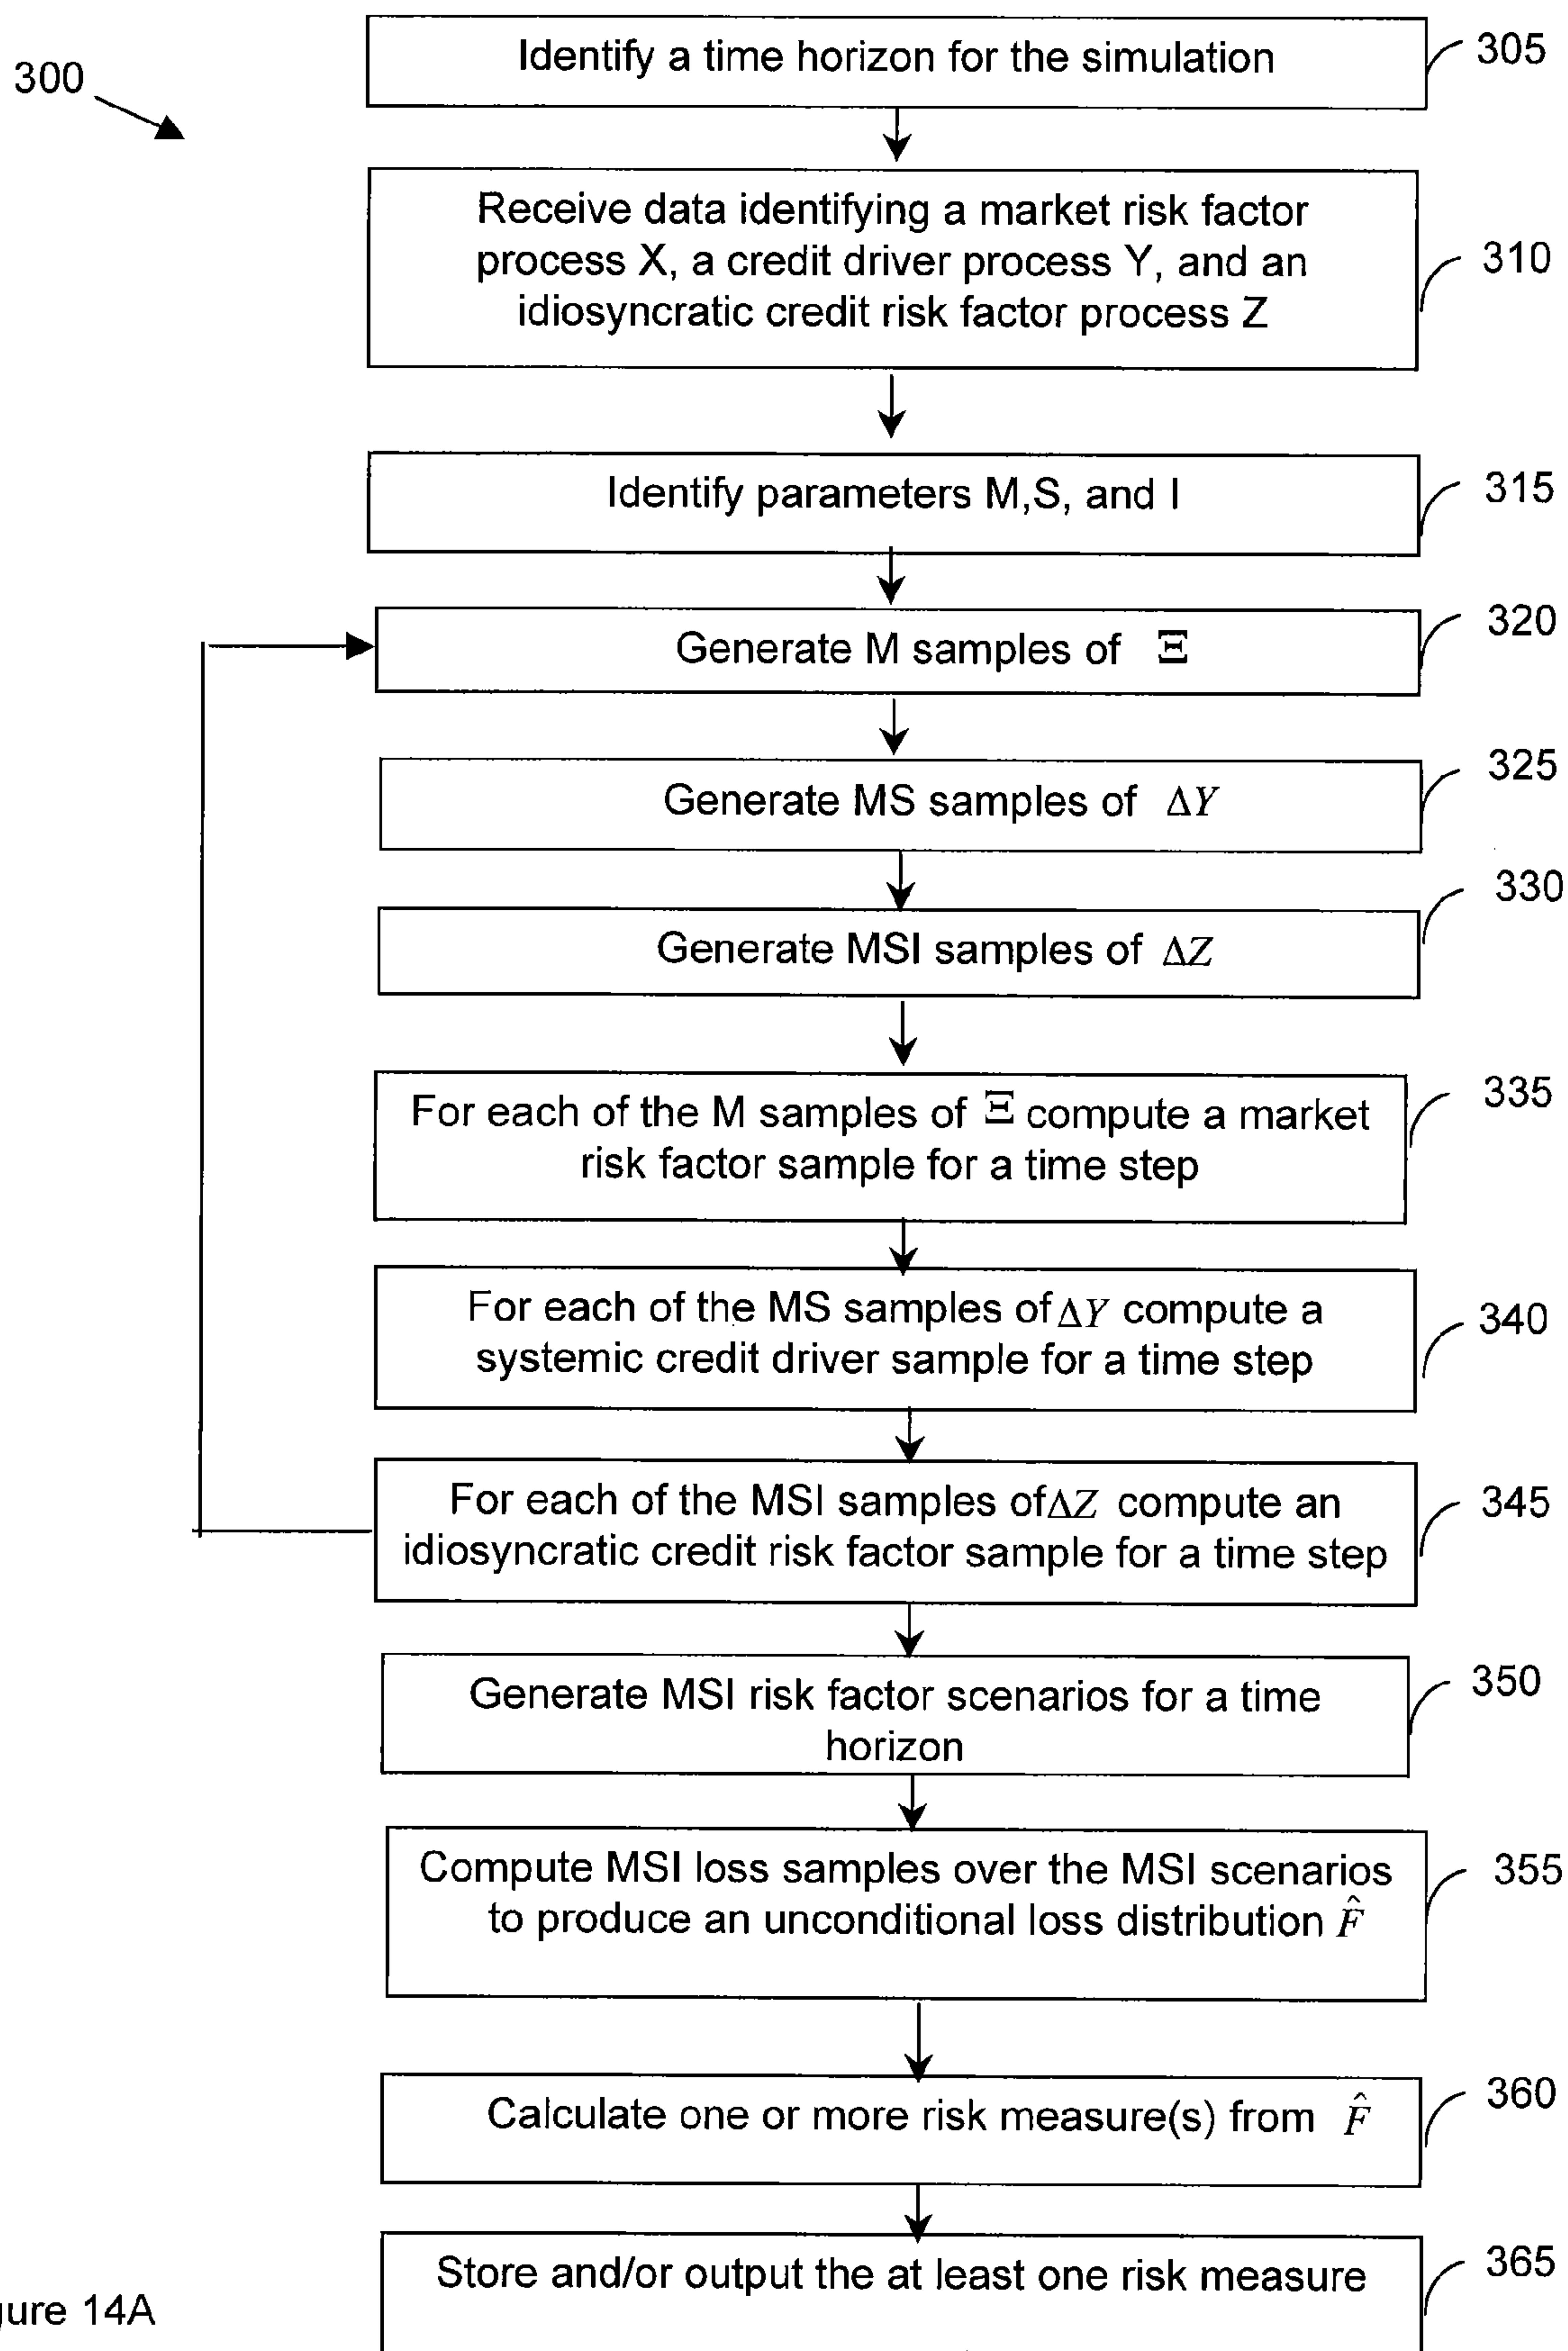 300
Identify a time horizon for the simulation
305
Receive data identifying a market risk factor
process X, a credit driver process Y, and an
idiosyncratic credit risk factor process Z
310
Identify parameters M,S, and I
315
Generate M samples of Ξ
320
Generate MS samples of ΔY
325
Generate MSI samples of ΔZ
330
For each of the M samples of Ξ compute a market
risk factor sample for a time step
335
For each of the MS samples of ΔY compute a
systemic credit driver sample for a time step
340
For each of the MSI samples of ΔZ compute an
idiosyncratic credit risk factor sample for a time step
345
Generate MSI risk factor scenarios for a time
horizon
350
Compute MSI loss samples over the MSI scenarios
to produce an unconditional loss distribution F̂
355
Calculate one or more risk measure(s) from F̂
360
Store and/or output the at least one risk measure
365
gure 14A